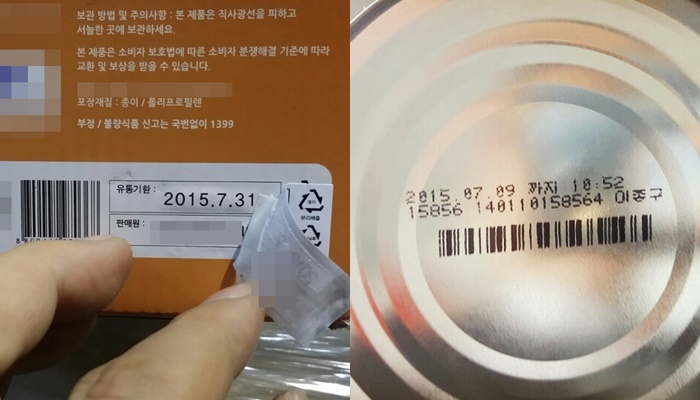 보관 방법 및 주의사항 : 본 제품은 직사광선을 피하고
서늘한 곳에 보관하세요.
본 제품은 소비자 보호법에 따른 소비자 분쟁해결 기준에 따라
교환 및 보상을 받을 수 있습니다.
포장재질 : 종이 / 폴리프로필렌
부정 / 불량식품 신고는 국번없이 1399
유통기한 :
2015.7.31
판매원 :
분리배출
2015.07.09 까지 10:52
15856 140110158564 이종구